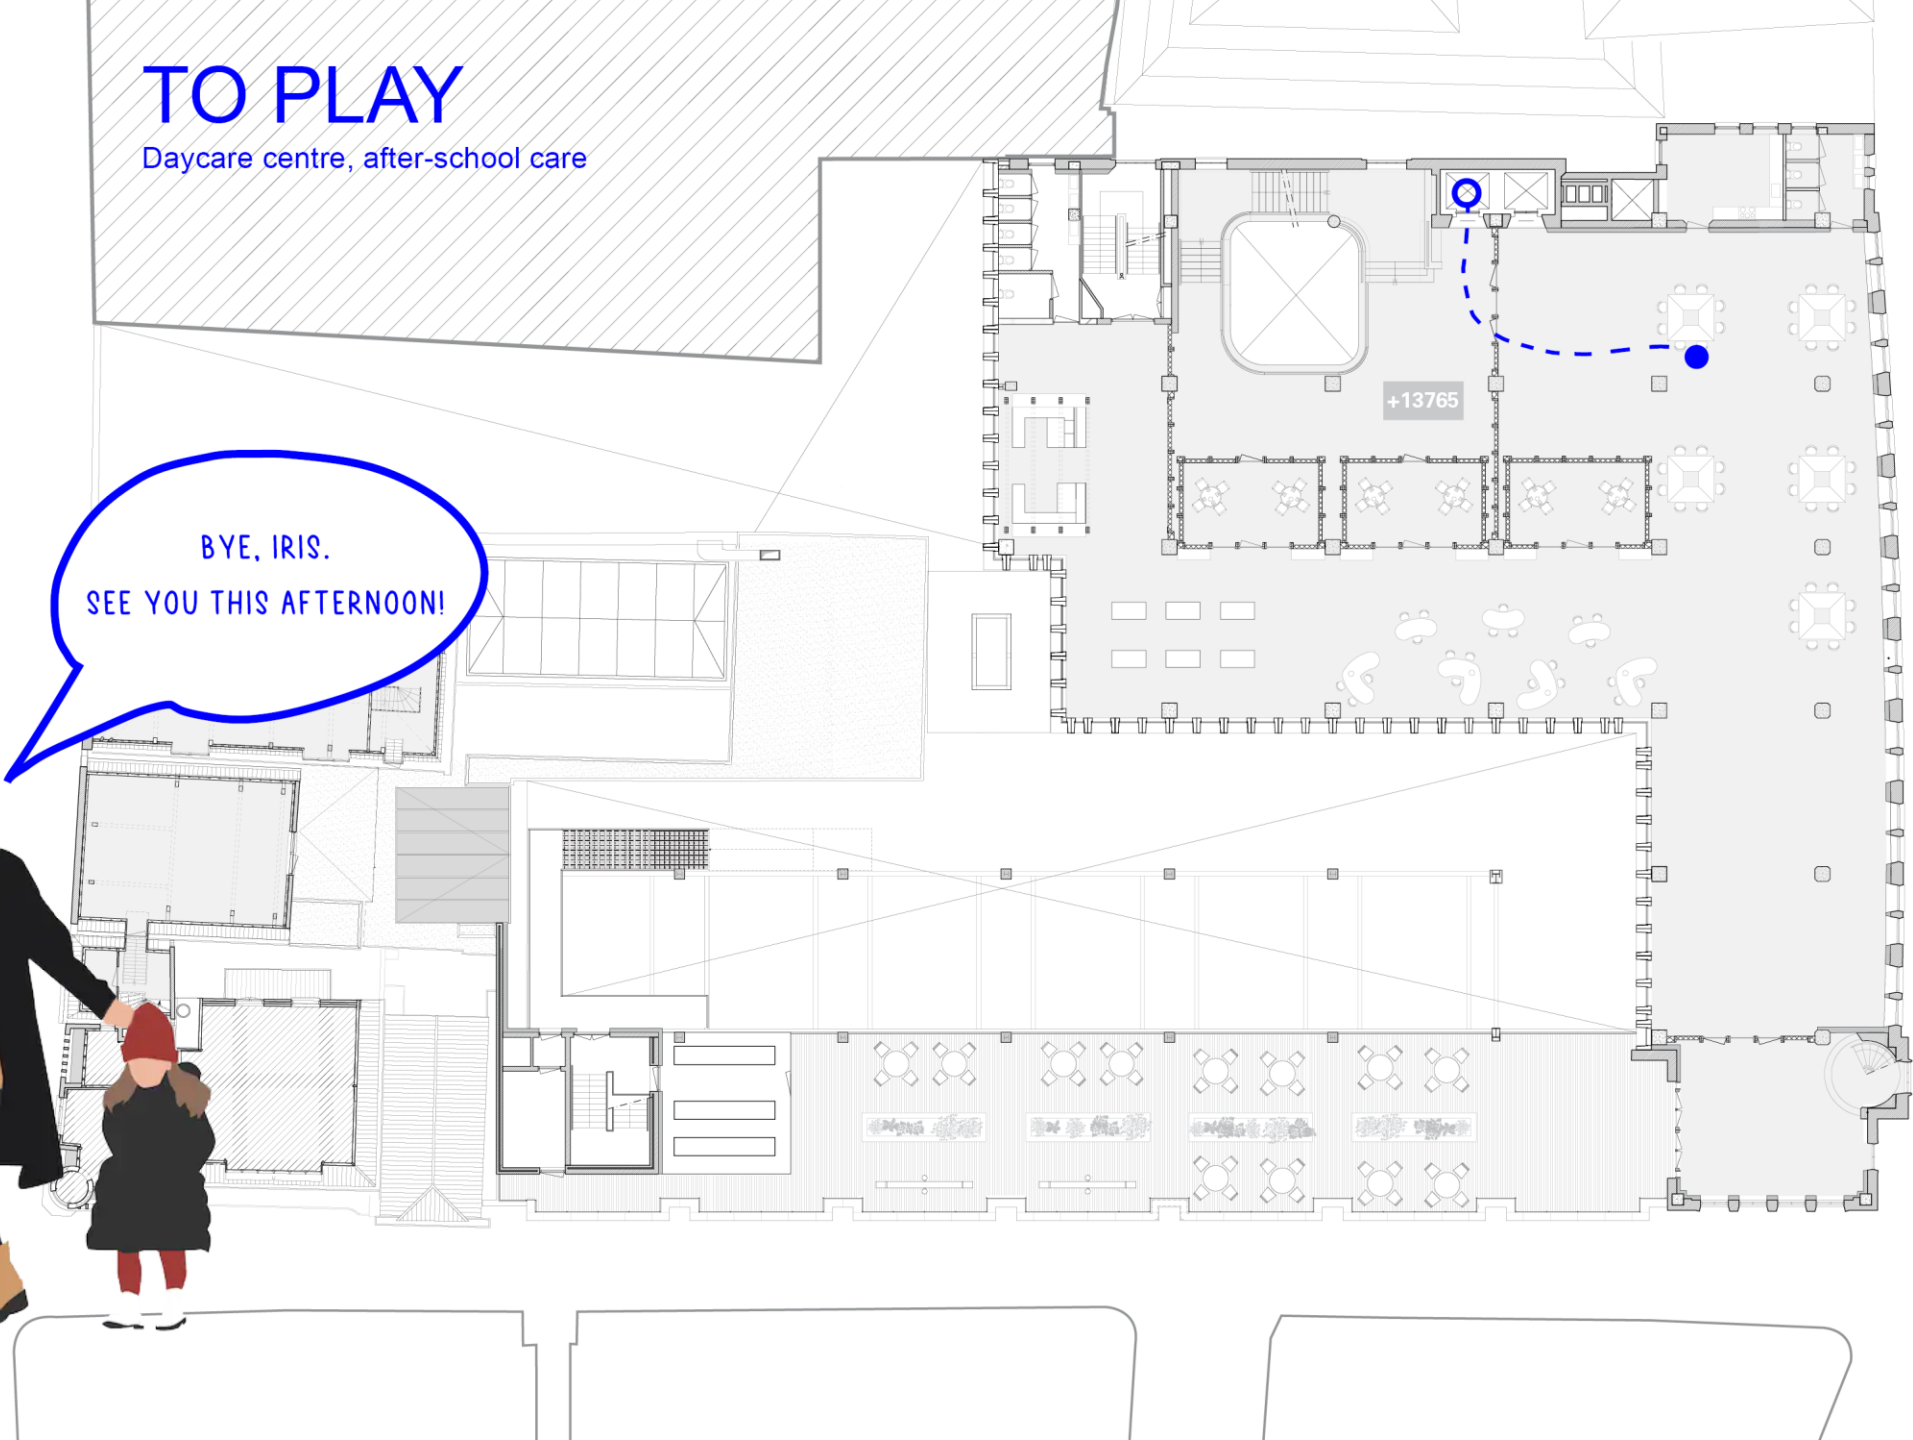 TO PLAY
Daycare centre, after-school care
+13765
BYE, IRIS.
SEE YOU THIS AFTERNOON!